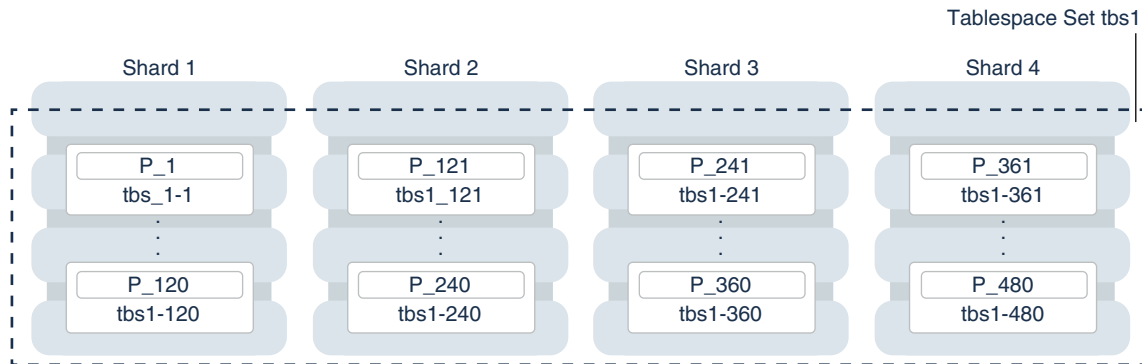 Tablespace Set tbs1
Shard 1
Shard 2
Shard 3
Shard 4
P_1
tbs_1-1
P_121
tbs1_121
P_241
tbs1-241
P_361
tbs1-361
P_120
tbs1-120
P_240
tbs1-240
P_360
tbs1-360
P_480
tbs1-480